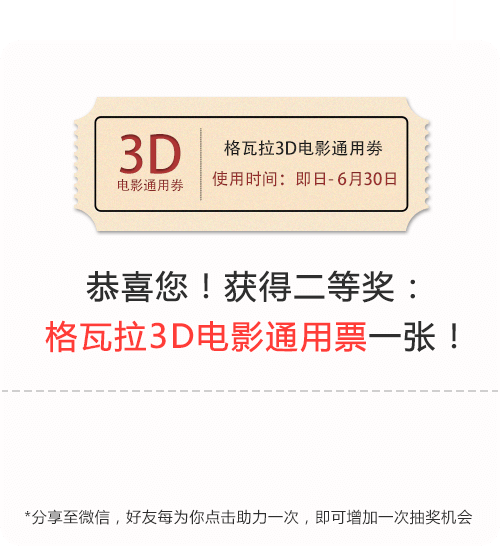 3D
电影通用券
格瓦拉3D电影通用劵
使用时间：即日-6月30日
恭喜您！获得二等奖：
格瓦拉3D电影通用票一张！
*分享至微信，好友每为你点击助力一次，即可增加一次抽奖机会